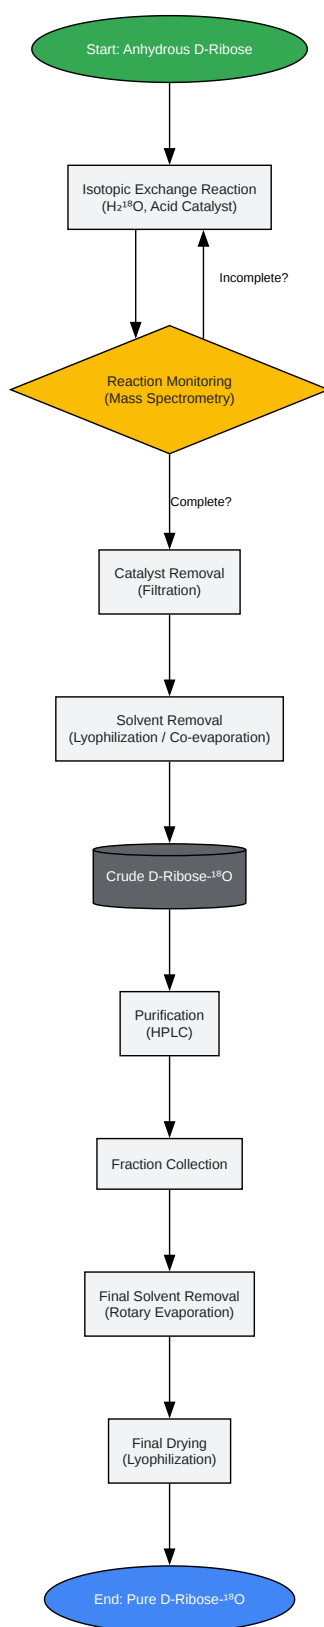 Start: Anhydrous D-Ribose
Isotopic Exchange Reaction
(H₂¹⁸O, Acid Catalyst)
Incomplete?
Reaction Monitoring
(Mass Spectrometry)
Complete?
Catalyst Removal
(Filtration)
Solvent Removal
(Lyophilization / Co-evaporation)
Crude D-Ribose-¹⁸O
Purification
(HPLC)
Fraction Collection
Final Solvent Removal
(Rotary Evaporation)
Final Drying
(Lyophilization)
End: Pure D-Ribose-¹⁸O